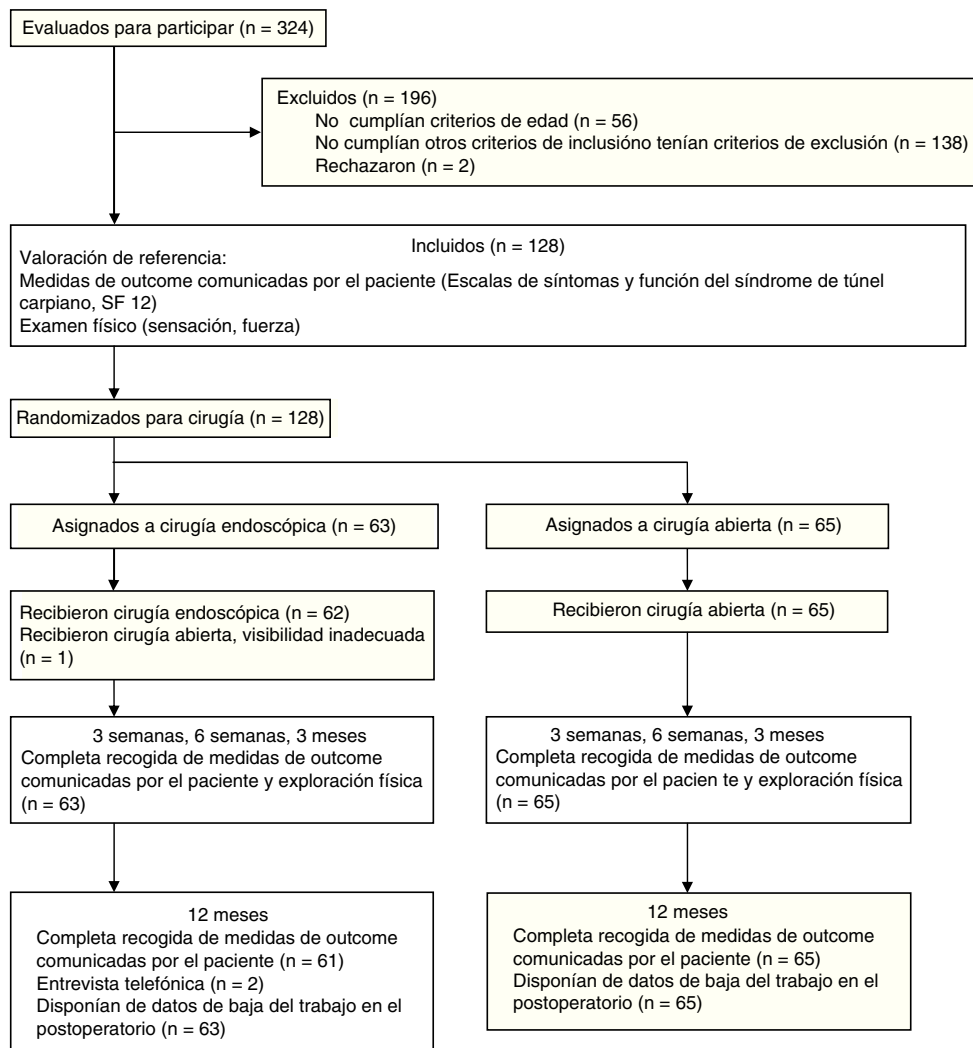 Evaluados para participar (n = 324)
Excluidos (n = 196)
No cumplían criterios de edad (n = 56)
No cumplían otros criterios de inclusióno tenían criterios de exclusión (n = 138)
Rechazaron (n = 2)
Incluidos (n = 128)
Valoración de referencia:
Medidas de outcome comunicadas por el paciente (Escalas de síntomas y función del síndrome de túnel
carpiano, SF 12)
Examen físico (sensación, fuerza)
Randomizados para cirugía (n = 128)
Asignados a cirugía endoscópica (n = 63)
Asignados a cirugía abierta (n = 65)
Recibieron cirugía endoscópica (n = 62)
Recibieron cirugía abierta, visibilidad inadecuada
(n = 1)
Recibieron cirugía abierta (n = 65)
3 semanas, 6 semanas, 3 meses
Completa recogida de medidas de outcome
comunicadas por el paciente y exploración física
(n = 63)
3 semanas, 6 semanas, 3 meses
Completa recogida de medidas de outcome
comunicadas por el pacien te y exploración física
(n = 65)
12 meses
Completa recogida de medidas de outcome
comunicadas por el paciente (n = 61)
Entrevista telefónica (n = 2)
Disponían de datos de baja del trabajo en el
postoperatorio (n = 63)
12 meses
Completa recogida de medidas de outcome
comunicadas por el paciente (n = 65)
Disponían de datos de baja del trabajo en el
postoperatorio (n = 65)